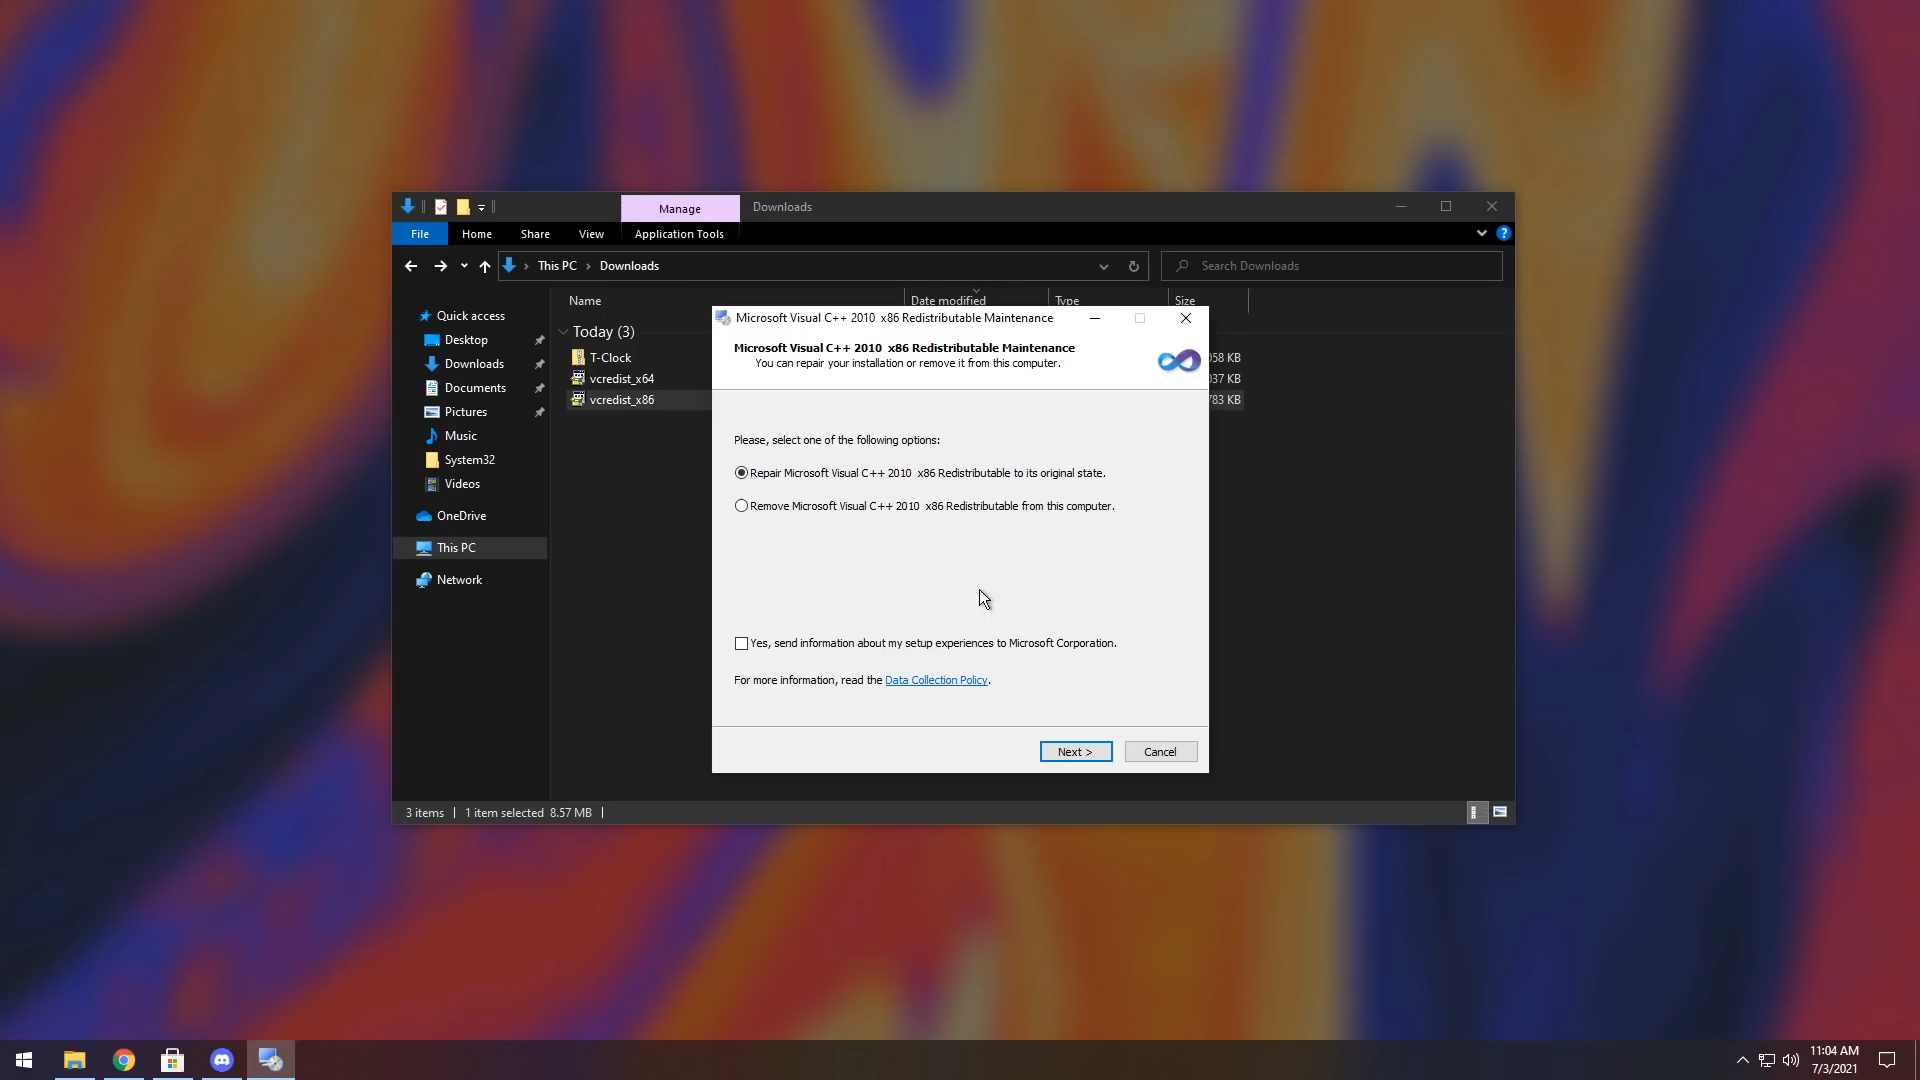 Manage
Downloads
File
Home
Share
View
Application Tools
This PC
Downloads
Search Downloads
Name
Date modified
Type
Size
Quick access
Desktop
Downloads
Documents
Pictures
Music
System32
Videos
OneDrive
This PC
Network
Today (3)
T-Clock
058 KB
vcredist_x64
037 KB
vcredist_x86
783 KB
Microsoft Visual C++ 2010 x86 Redistributable Maintenance
Microsoft Visual C++ 2010 x86 Redistributable Maintenance
You can repair your installation or remove it from this computer.
Please, select one of the following options:
Repair Microsoft Visual C++ 2010 x86 Redistributable to its original state.
Remove Microsoft Visual C++ 2010 x86 Redistributable from this computer.
Yes, send information about my setup experiences to Microsoft Corporation.
For more information, read the Data Collection Policy.
Next >
Cancel
3 items
1 item selected 8.57 MB
11:04 AM
7/3/2021